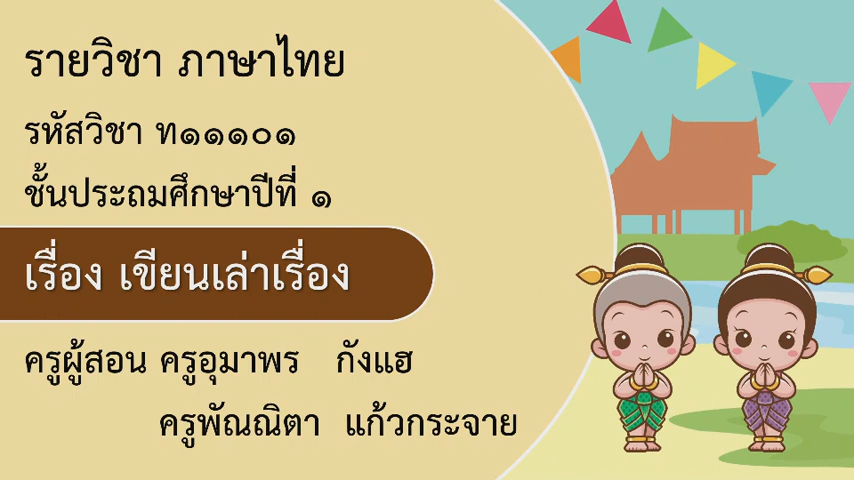 รายวิชา ภาษาไทย
รหัสวิชา ท๑๑๑๐๑
ชั้นประถมศึกษาปีที่ ๑
เรื่อง เขียนเล่าเรื่อง
ครูผู้สอน ครูอุมาพร กังแฮ
ครูพัณณิตา แก้วกระจาย